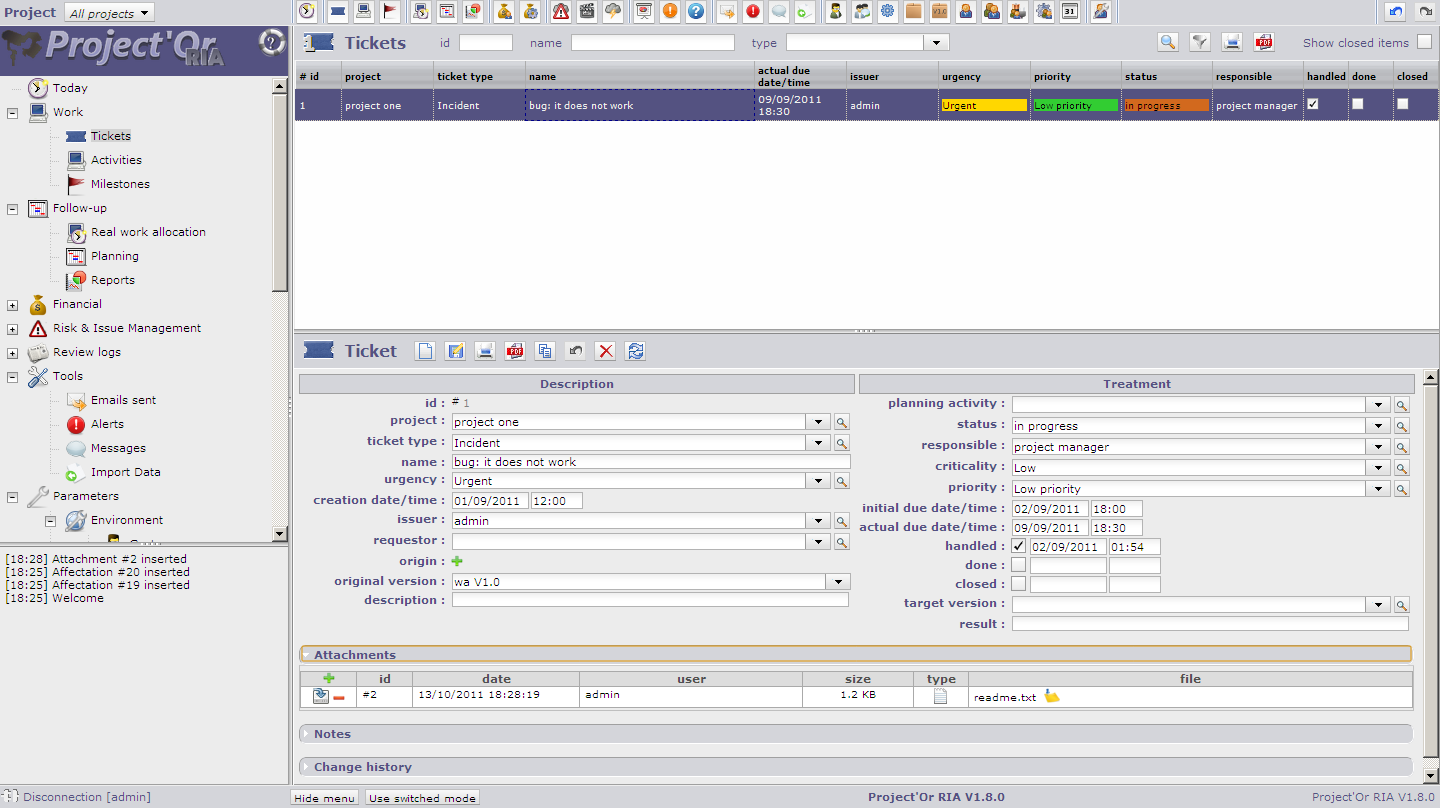 Project All projects
Project'Or
RIA
Today
Work
Tickets
Activities
Milestones
Follow-up
Real work allocation
Planning
Reports
Financial
Risk & Issue Management
Review logs
Tools
Emails sent
Alerts
Messages
Import Data
Parameters
Environment
[18:28] Attachment #2 inserted
[18:25] Affectation #20 inserted
[18:25] Affectation #19 inserted
[18:25] Welcome
Tickets id name type Show closed items
# id project ticket type name actual due date/time issuer urgency priority status responsible handled done closed
1 project one Incident bug: it does not work 09/09/2011 18:30 admin Urgent Low priority in progress project manager
Ticket
Description
id : # 1
project : project one
ticket type : Incident
name : bug: it does not work
urgency : Urgent
creation date/time : 01/09/2011 12:00
issuer : admin
requestor :
origin :
original version : wa V1.0
description :
Treatment
planning activity :
status : in progress
responsible : project manager
criticality : Low
priority : Low priority
initial due date/time : 02/09/2011 18:00
actual due date/time : 09/09/2011 18:30
handled : 02/09/2011 01:54
done :
closed :
target version :
result :
Attachments
id date user size type file
#2 13/10/2011 18:28:19 admin 1.2 KB readme.txt
Notes
Change history
Disconnection [admin] Hide menu Use switched mode Project'Or RIA V1.8.0 Project'Or RIA V1.8.0